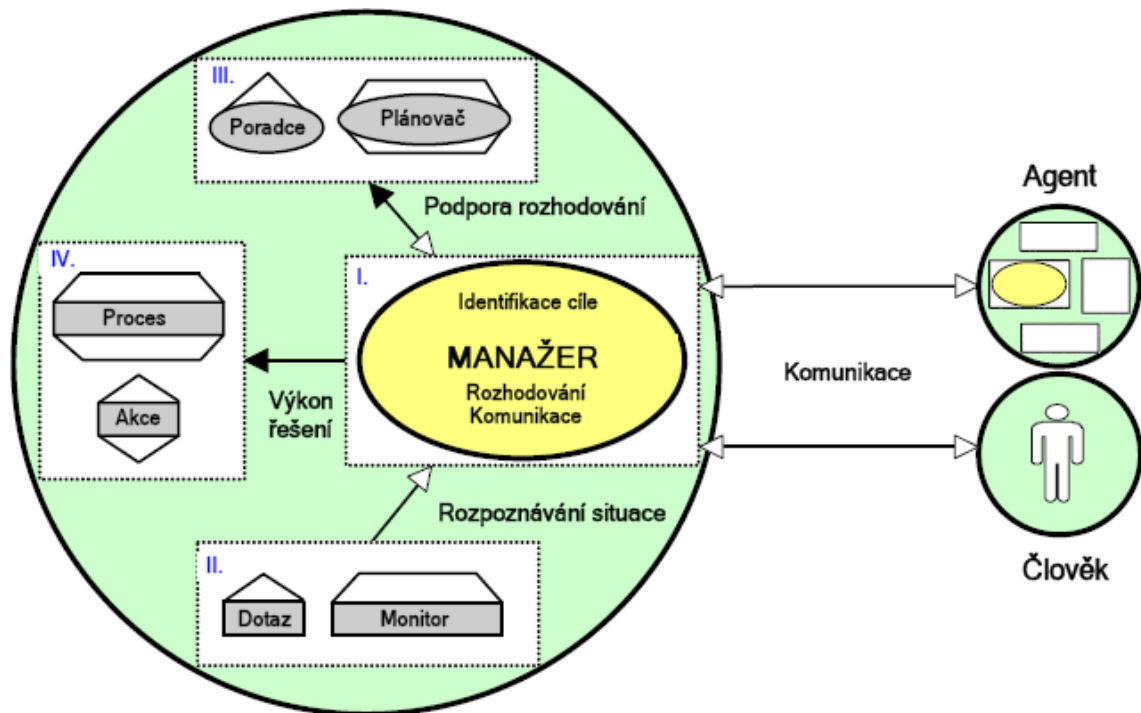 III.
Poradce
Plánovač
Podpora rozhodování
Agent
IV.
Proces
Akce
Výkon
řešení
I.
Identifikace cíle
MANAŽER
Rozhodování
Komunikace
Komunikace
Rozpoznávání situace
II.
Dotaz
Monitor
Člověk